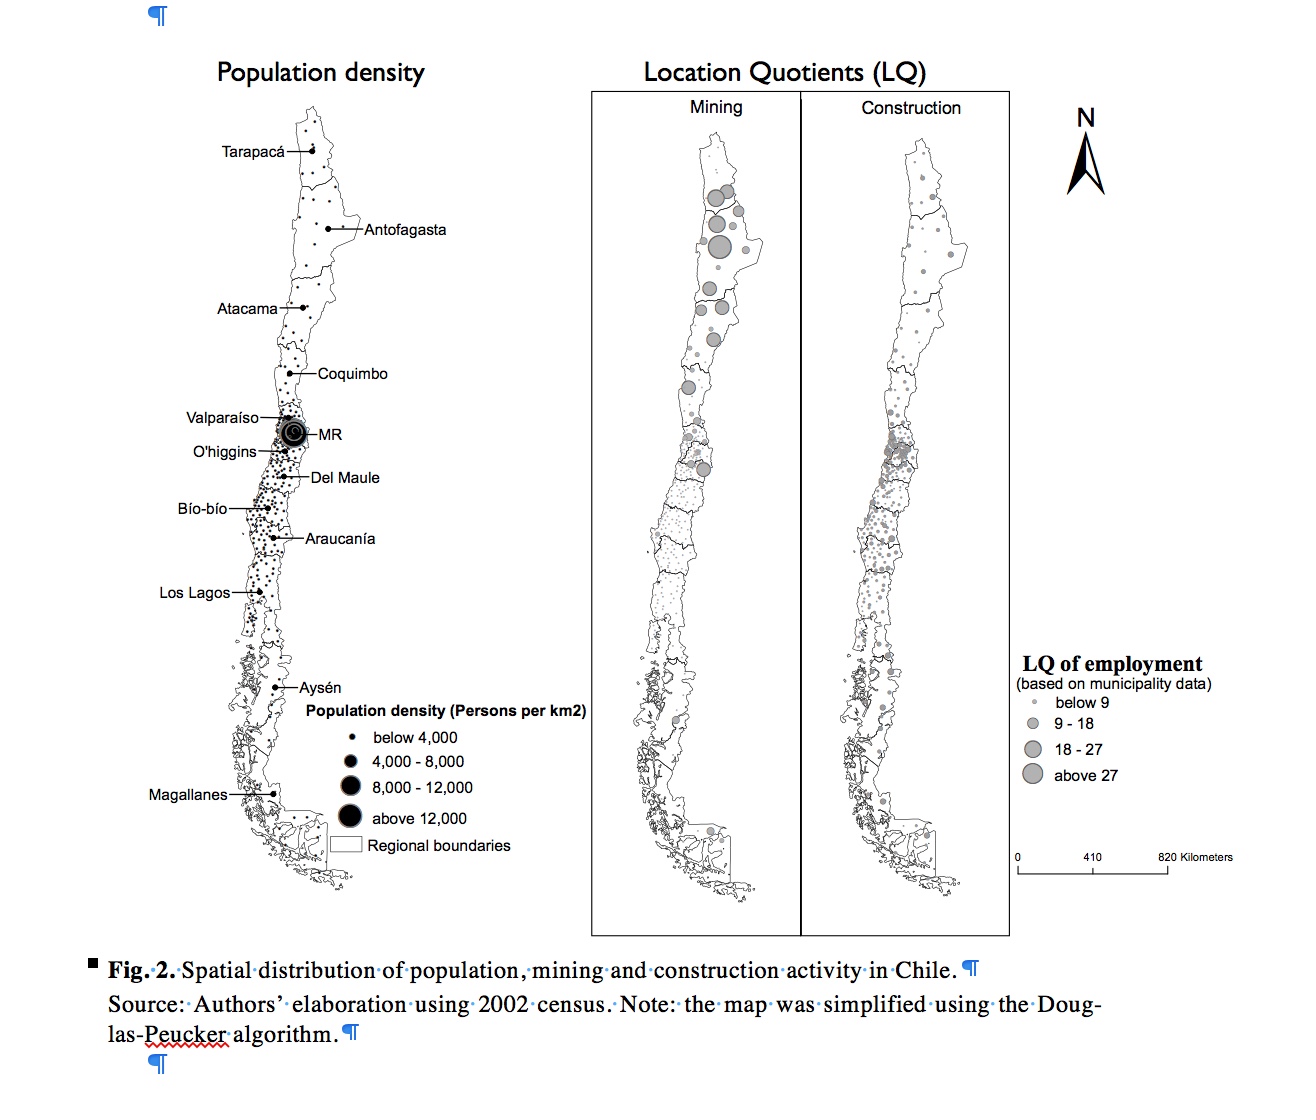 ¶
Population density
Location Quotients (LQ)
Mining
Construction
N
Tarapacá
Antofagasta
Atacama
Coquimbo
Valparaíso
MR
O'higgins
Del Maule
Bío-bío
Araucanía
Los Lagos
Aysén
Magallanes
Population density (Persons per km2)
below 4,000
4,000 - 8,000
8,000 - 12,000
above 12,000
Regional boundaries
LQ of employment
(based on municipality data)
below 9
9 - 18
18 - 27
above 27
0 410 820 Kilometers
Fig. 2. Spatial distribution of population, mining and construction activity in Chile. ¶
Source: Authors’ elaboration using 2002 census. Note: the map was simplified using the Doug-
las-Peucker algorithm. ¶
¶